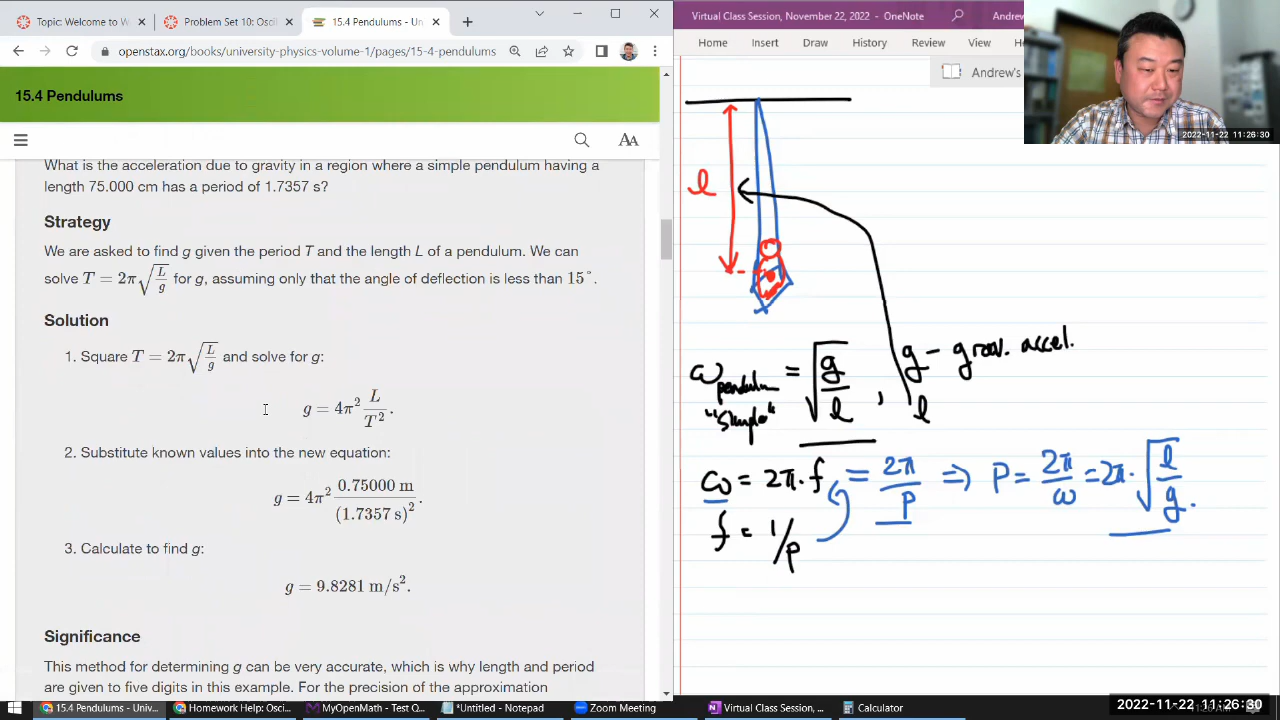 Topic: Welcome to W
Problem Set 10: Oscil
15.4 Pendulums - Uni
Virtual Class Session, November 22, 2022 - OneNote
Andrew
openstax.org/books/university-physics-volume-1/pages/15-4-pendulums
Home Insert Draw History Review View
Andrew's
15.4 Pendulums
AA
What is the acceleration due to gravity in a region where a simple pendulum having a
length 75.000 cm has a period of 1.7357 s?
Strategy
We are asked to find g given the period T and the length L of a pendulum. We can
solve T = 2π√(L/g) for g, assuming only that the angle of deflection is less than 15°.
Solution
1. Square T = 2π√(L/g) and solve for g:
g = 4π² L/T².
2. Substitute known values into the new equation:
g = 4π² 0.75000 m/(1.7357 s)².
3. Calculate to find g:
g = 9.8281 m/s².
Significance
This method for determining g can be very accurate, which is why length and period
are given to five digits in this example. For the precision of the approximation
l
ω pendulum "simple" = √(g/l), g - grav. accel.
l
ω = 2π·f = 2π/P ⇒ P = 2π/ω = 2π·√(l/g).
f = 1/P
2022-11-22 11:26:30
15.4 Pendulums - Univ...
Homework Help: Osci...
MyOpenMath - Test Q...
*Untitled - Notepad
Zoom Meeting
Virtual Class Session, ...
Calculator
2022-11-22 11:26:30